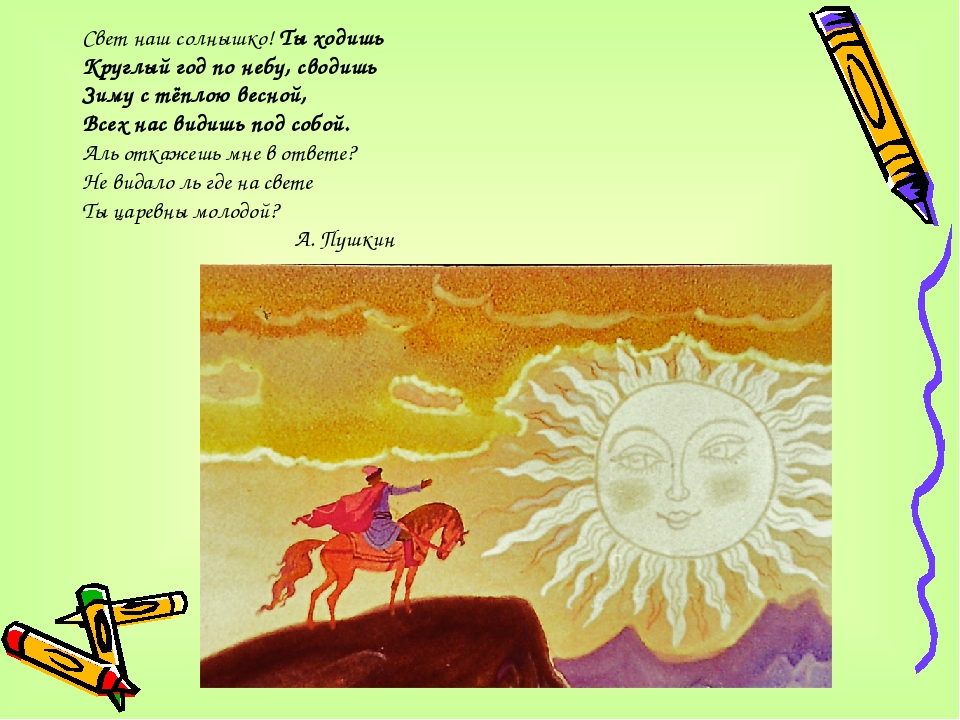 Свет наш солнышко! Ты ходишь
Круглый год по небу, сводишь
Зиму с тёплою весной,
Всех нас видишь под собой.
Аль откажешь мне в ответе?
Не видало ль где на свете
Ты царевны молодой?
А. Пушкин